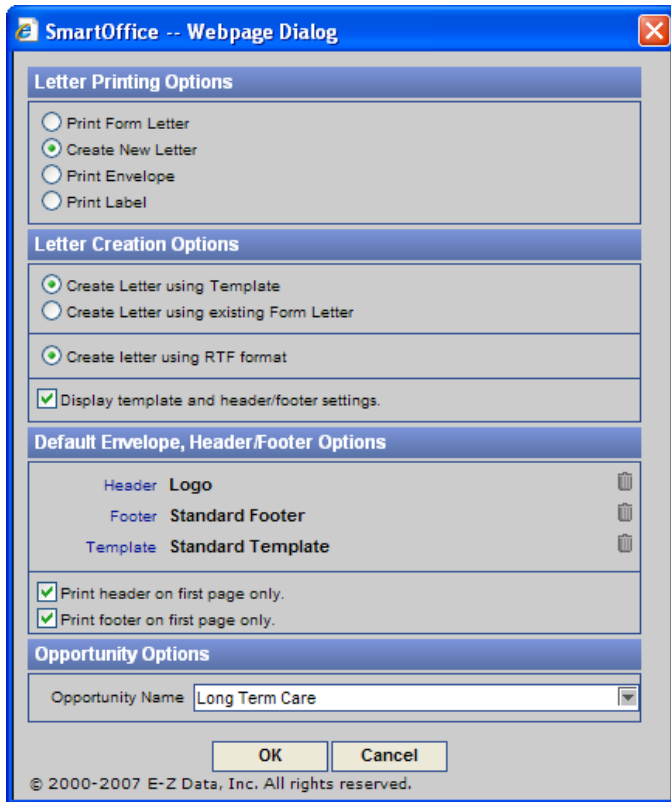 SmartOffice -- Webpage Dialog
Letter Printing Options
Print Form Letter
Create New Letter
Print Envelope
Print Label
Letter Creation Options
Create Letter using Template
Create Letter using existing Form Letter
Create letter using RTF format
Display template and header/footer settings.
Default Envelope, Header/Footer Options
Header Logo
Footer Standard Footer
Template Standard Template
Print header on first page only.
Print footer on first page only.
Opportunity Options
Opportunity Name Long Term Care
OK Cancel
© 2000-2007 E-Z Data, Inc. All rights reserved.